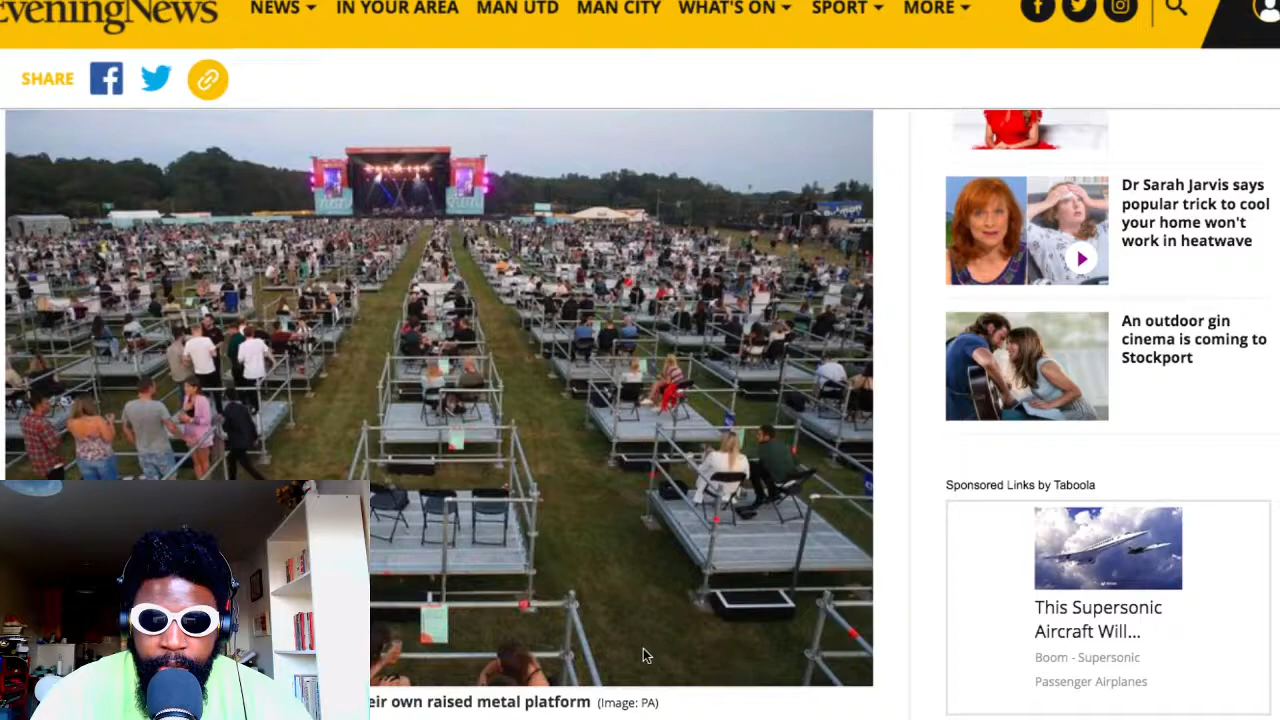 EveningNews
NEWS
IN YOUR AREA
MAN UTD
MAN CITY
WHAT'S ON
SPORT
MORE
SHARE
Dr Sarah Jarvis says
popular trick to cool
your home won't
work in heatwave
An outdoor gin
cinema is coming to
Stockport
Sponsored Links by Taboola
This Supersonic
Aircraft Will...
Boom - Supersonic
Passenger Airplanes
eir own raised metal platform (Image: PA)